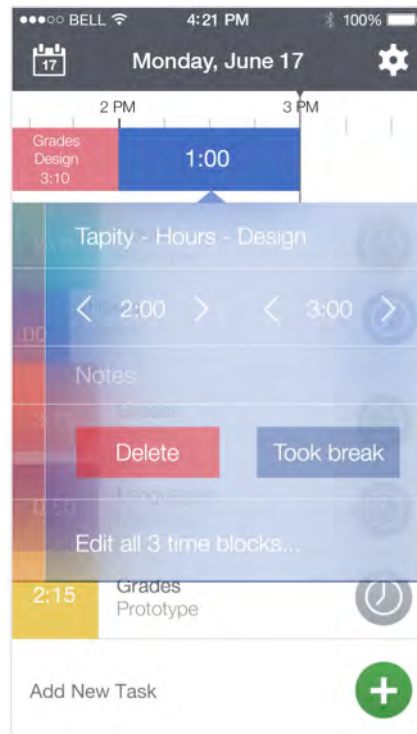 BELL 4:21 PM 100%
17 Monday, June 17
2 PM 3 PM
Grades
Design
3:10
1:00
Tapity - Hours - Design
2:00 3:00
Notes
Delete Took break
Edit all 3 time blocks...
2:15 Grades
Prototype
Add New Task